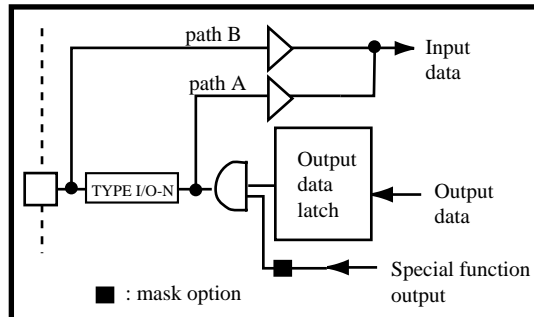 path B
Input
data
path A
TYPE I/O-N
Output
data
latch
Output
data
Special function
output
: mask option